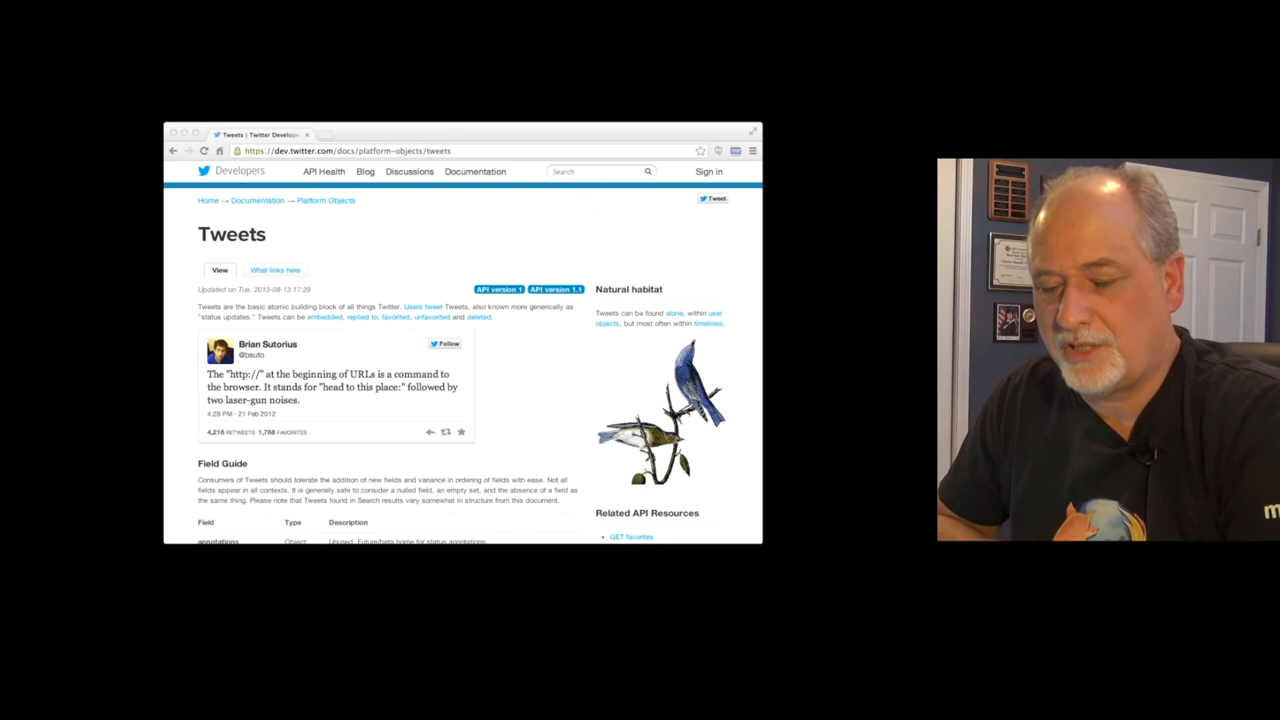 Tweets | Twitter Develope
https://dev.twitter.com/docs/platform-objects/tweets
Developers API Health Blog Discussions Documentation Search Sign in
Home → Documentation → Platform Objects
Tweet
Tweets
View What links here
Updated on Tue, 2013-08-13 17:29
API version 1 API version 1.1
Tweets are the basic atomic building block of all things Twitter. Users tweet Tweets, also known more generically as
"status updates." Tweets can be embedded, replied to, favorited, unfavorited and deleted.
Brian Sutorius
@bsuto
Follow
The "http://" at the beginning of URLs is a command to
the browser. It stands for "head to this place:" followed by
two laser-gun noises.
4:29 PM - 21 Feb 2012
4,218 RETWEETS 1,768 FAVORITES
Field Guide
Consumers of Tweets should tolerate the addition of new fields and variance in ordering of fields with ease. Not all
fields appear in all contexts. It is generally safe to consider a nulled field, an empty set, and the absence of a field as
the same thing. Please note that Tweets found in Search results vary somewhat in structure from this document.
Field Type Description
annotations Object Unused. Future/beta home for status annotations.
Natural habitat
Tweets can be found alone, within user
objects, but most often within timelines.
Related API Resources
GET favorites
m